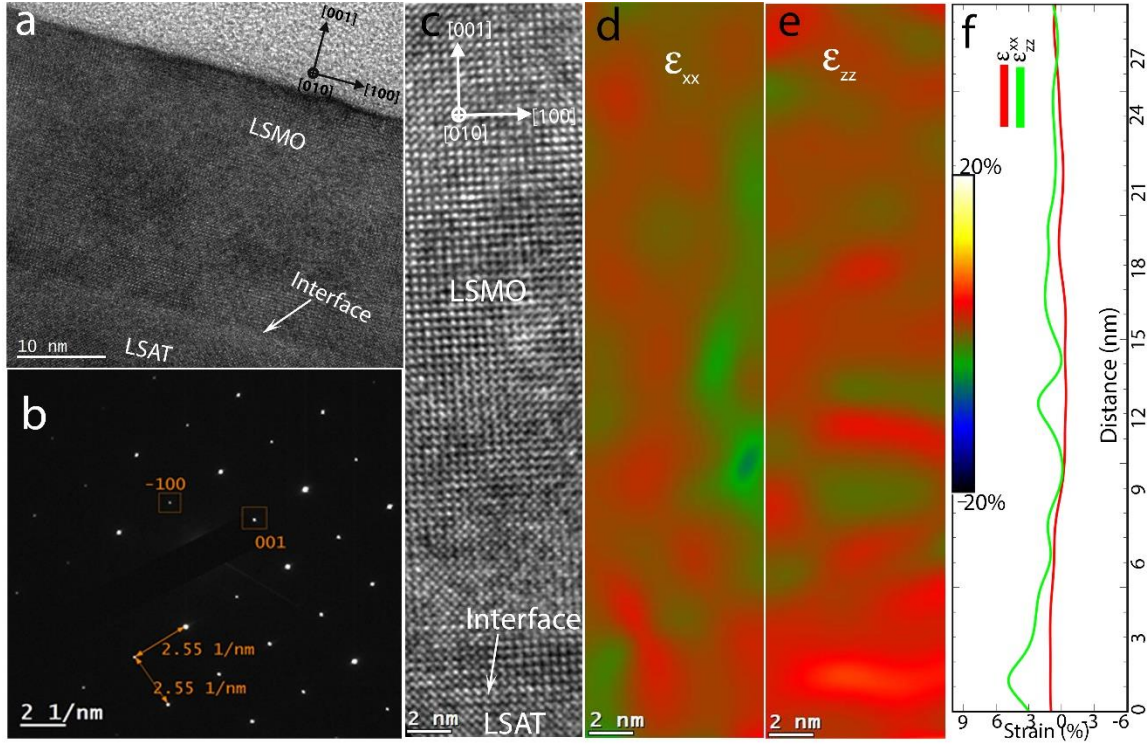 a
[001]
[010]
[100]
LSMO
Interface
LSAT
10 nm
b
-100
001
2.55 1/nm
2.55 1/nm
2 1/nm
c
[001]
[010]
[100]
LSMO
Interface
LSAT
2 nm
d
εxx
2 nm
e
εzz
2 nm
f
εxx
εzz
20%
-20%
27
24
21
18
15
12
9
6
3
0
Distance (nm)
9 6 3 0 -3 -6
Strain (%)